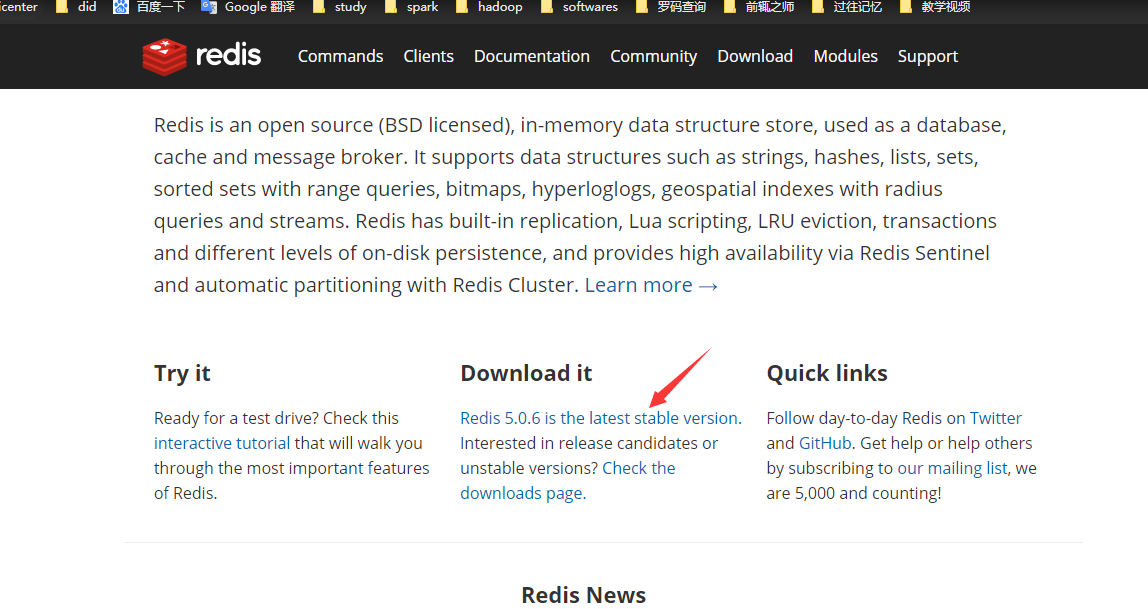 icenter did 百度一下 Google 翻译 study spark hadoop softwares 罗码查询 前辄之师 过往记忆 教学视频
redis Commands Clients Documentation Community Download Modules Support
Redis is an open source (BSD licensed), in-memory data structure store, used as a database,
cache and message broker. It supports data structures such as strings, hashes, lists, sets,
sorted sets with range queries, bitmaps, hyperloglogs, geospatial indexes with radius
queries and streams. Redis has built-in replication, Lua scripting, LRU eviction, transactions
and different levels of on-disk persistence, and provides high availability via Redis Sentinel
and automatic partitioning with Redis Cluster. Learn more →
Try it
Ready for a test drive? Check this
interactive tutorial that will walk you
through the most important features
of Redis.
Download it
Redis 5.0.6 is the latest stable version.
Interested in release candidates or
unstable versions? Check the
downloads page.
Quick links
Follow day-to-day Redis on Twitter
and GitHub. Get help or help others
by subscribing to our mailing list, we
are 5,000 and counting!
Redis News